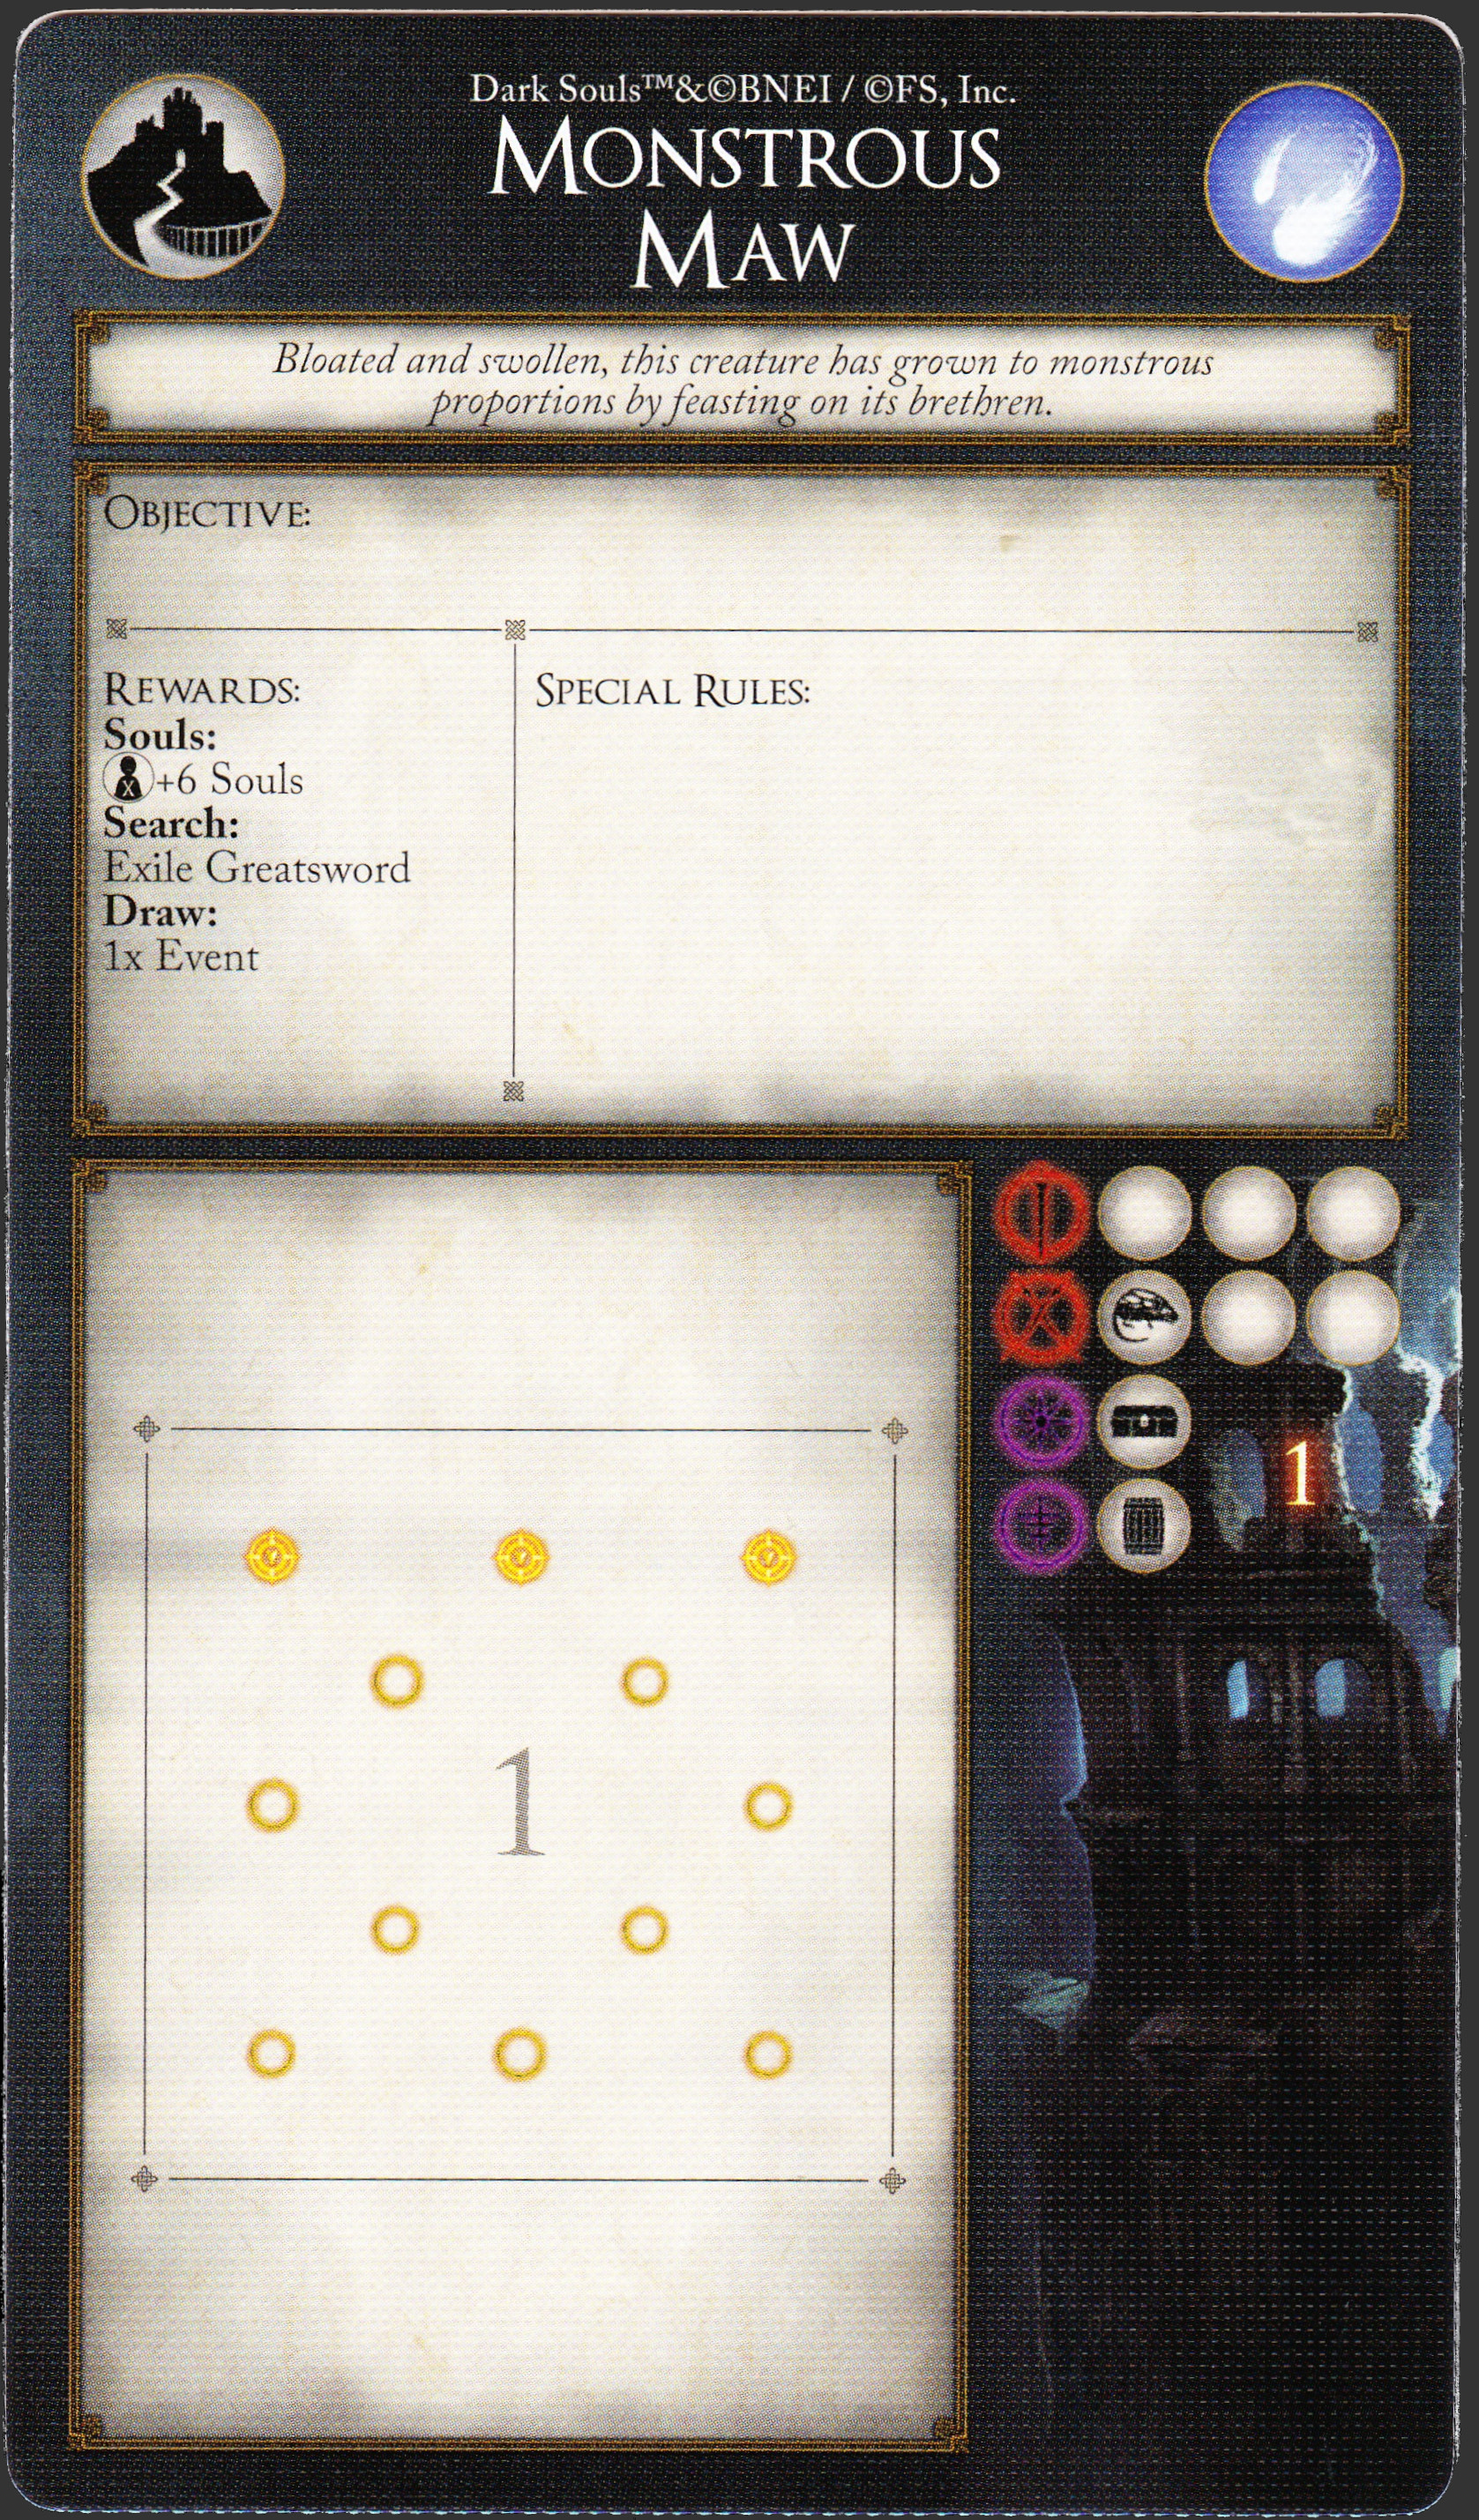 Dark Souls™&©BNEI / ©FS, Inc.
MONSTROUS
MAW
Bloated and swollen, this creature has grown to monstrous
proportions by feasting on its brethren.
OBJECTIVE:
REWARDS:
Souls:
+6 Souls
Search:
Exile Greatsword
Draw:
1x Event
SPECIAL RULES:
1
1